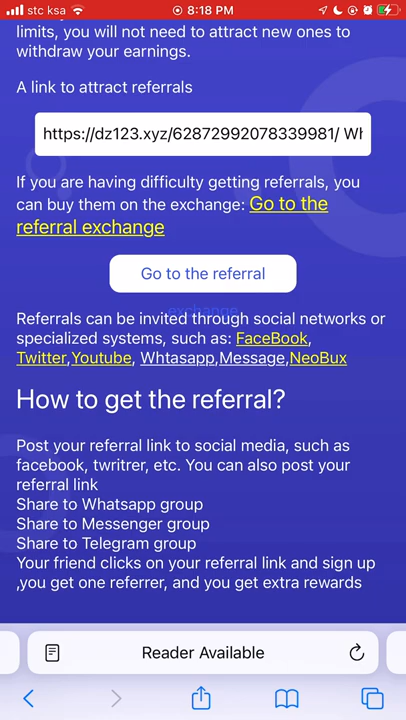 stc ksa 8:18 PM
limits, you will not need to attract new ones to
withdraw your earnings.
A link to attract referrals
https://dz123.xyz/62872992078339981/ Wh
If you are having difficulty getting referrals, you
can buy them on the exchange: Go to the
referral exchange
Go to the referral
exchange
Referrals can be invited through social networks or
specialized systems, such as: FaceBook,
Twitter,Youtube, Whtasapp,Message,NeoBux
How to get the referral?
Post your referral link to social media, such as
facebook, twritrer, etc. You can also post your
referral link
Share to Whatsapp group
Share to Messenger group
Share to Telegram group
Your friend clicks on your referral link and sign up
,you get one referrer, and you get extra rewards
Reader Available